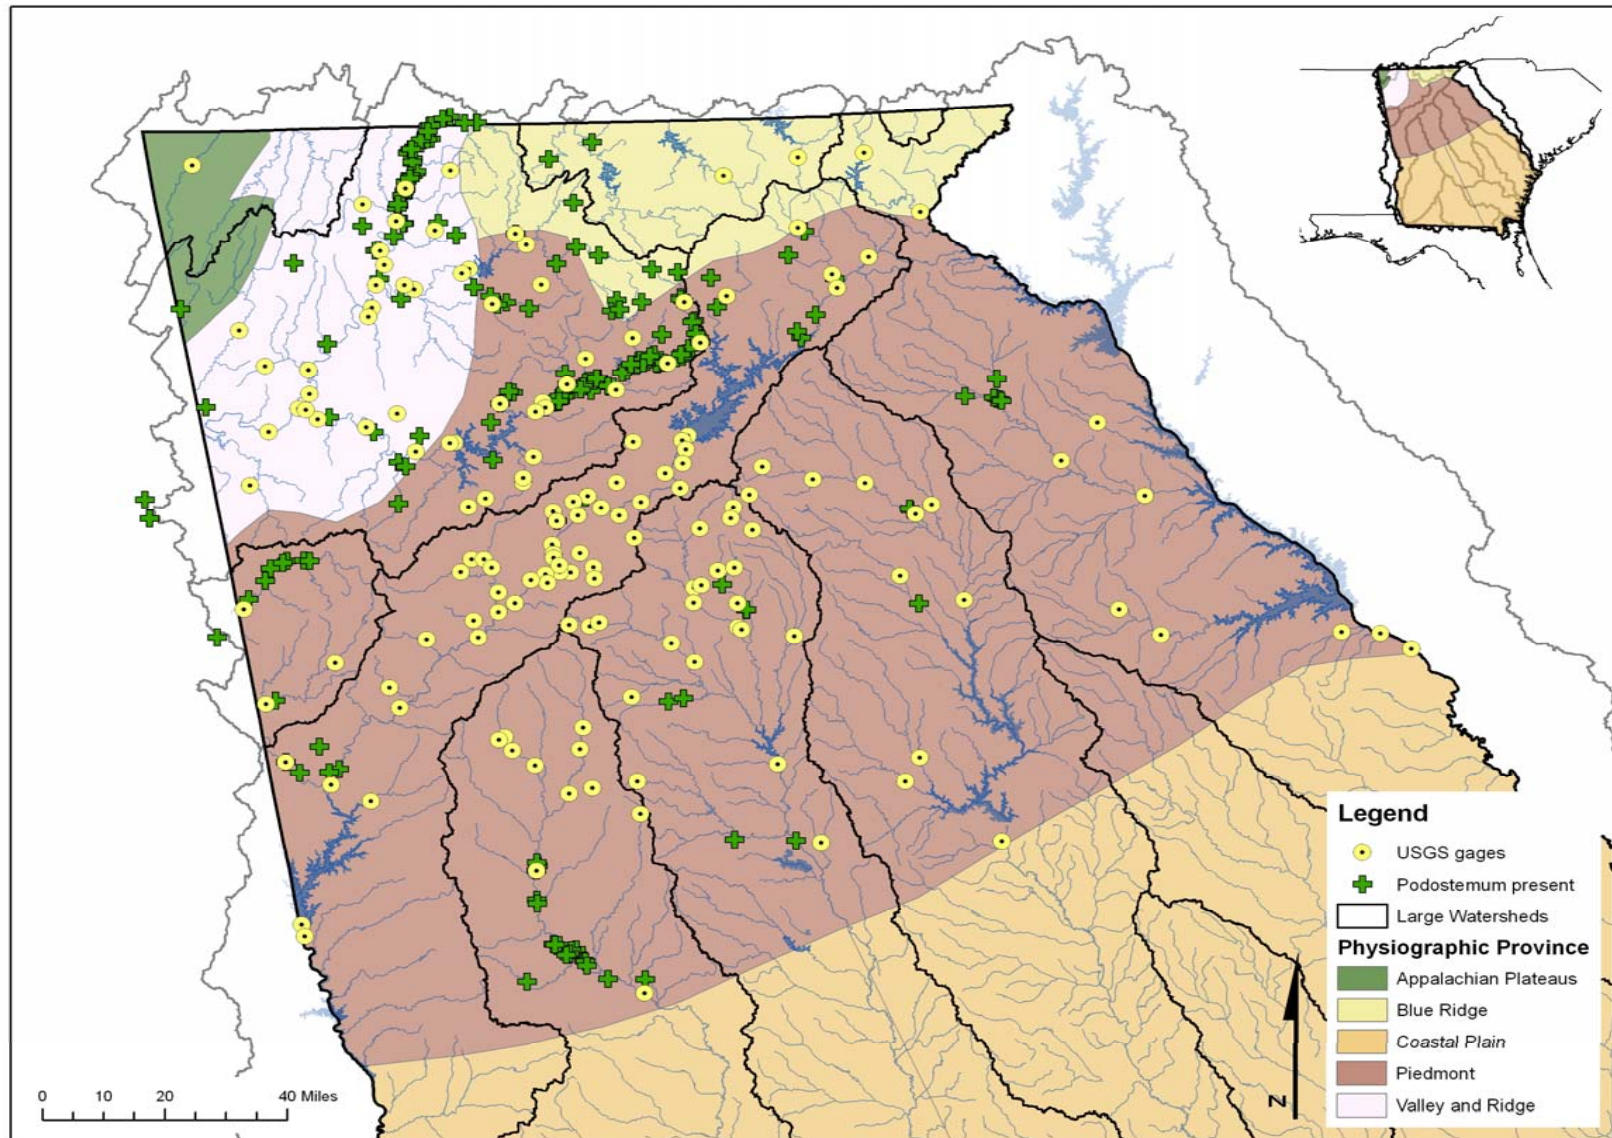 Legend
USGS gages
Podostemum present
Large Watersheds
Physiographic Province
Appalachian Plateaus
Blue Ridge
Coastal Plain
Piedmont
Valley and Ridge
0 10 20 40 Miles
N